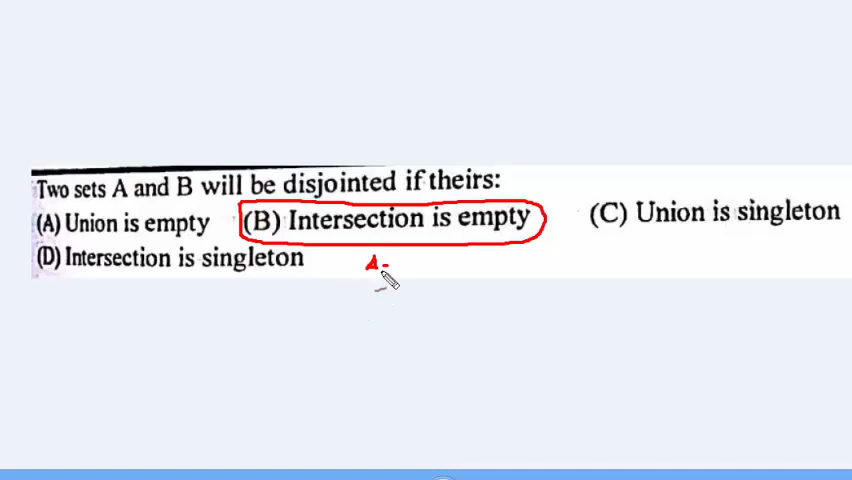 Two sets A and B will be disjointed if theirs:
(A) Union is empty (B) Intersection is empty (C) Union is singleton
(D) Intersection is singleton
A=